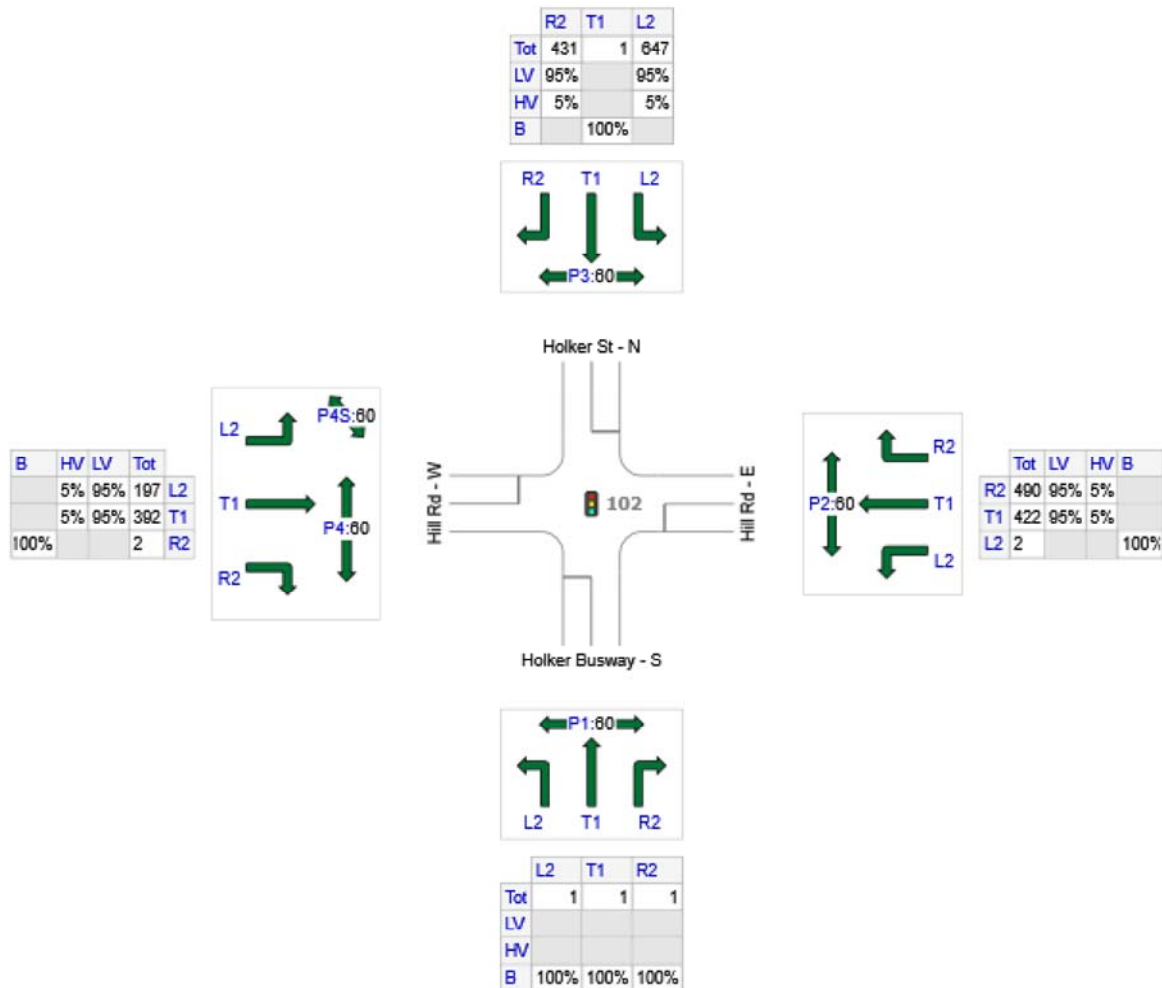 R2 T1 L2
Tot 431 1 647
LV 95% 95%
HV 5% 5%
B 100%
R2 T1 L2
P3:60
Holker St - N
L2 P4S:60
T1
P4:60
R2
B HV LV Tot
5% 95% 197 L2
5% 95% 392 T1
100% 2 R2
Hill Rd - W
102
Hill Rd - E
R2
P2:60 T1
L2
Tot LV HV B
R2 490 95% 5%
T1 422 95% 5%
L2 2 100%
Holker Busway - S
P1:60
L2 T1 R2
L2 T1 R2
Tot 1 1 1
LV
HV
B 100% 100% 100%